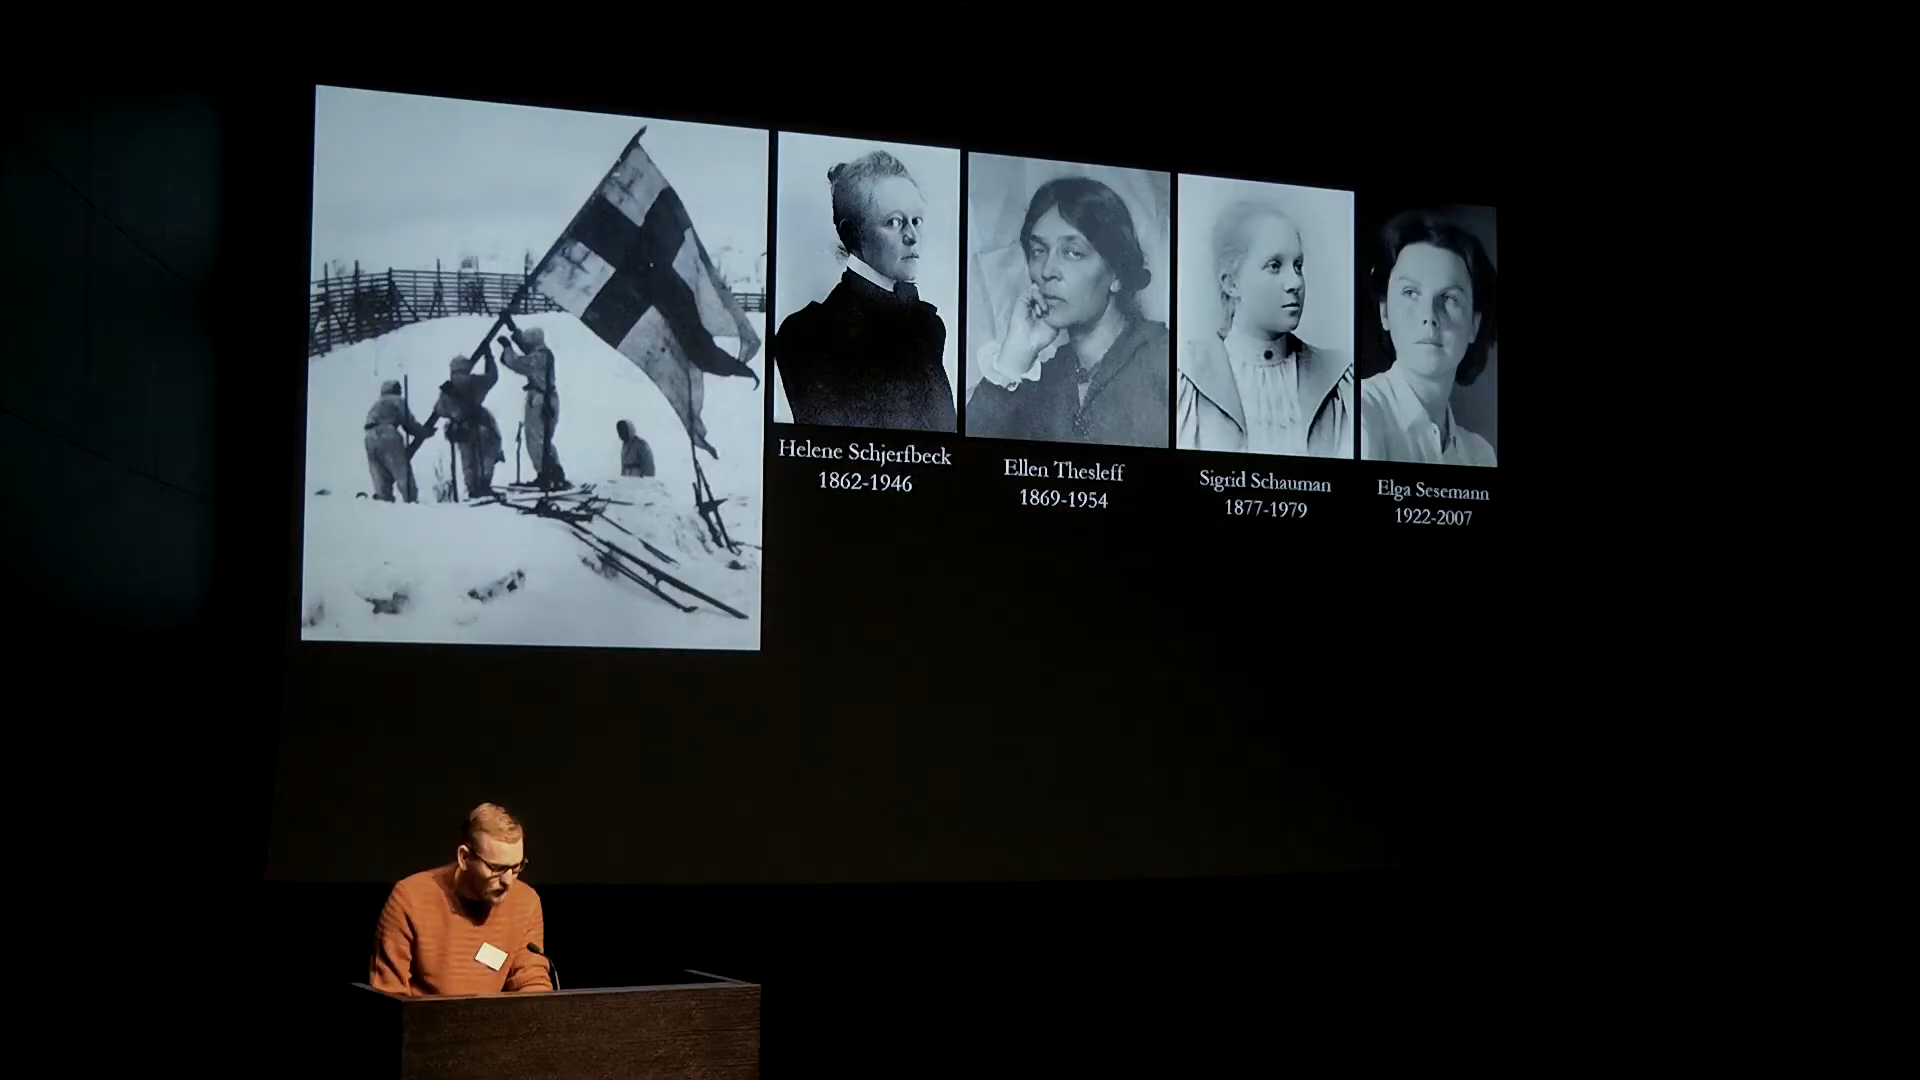 Helene Schjerfbeck
1862-1946
Ellen Thesleff
1869-1954
Sigrid Schauman
1877-1979
Elga Sesemann
1922-2007